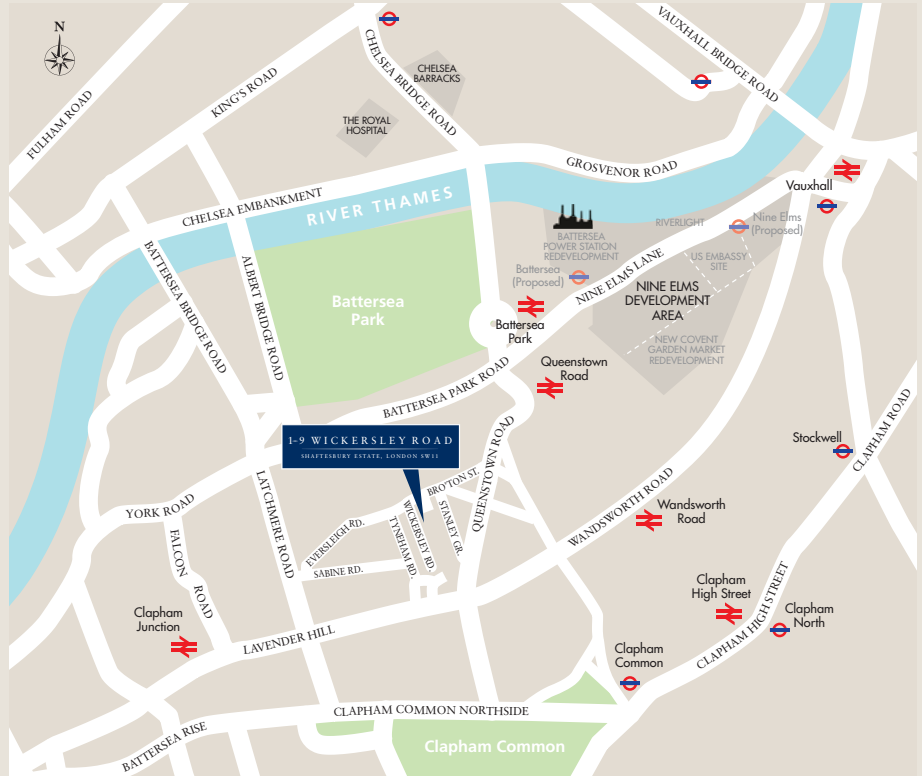 N
VAUXHALL BRIDGE ROAD
CHELSEA BRIDGE ROAD
CHELSEA
BARRACKS
KING'S ROAD
FULHAM ROAD
THE ROYAL
HOSPITAL
GROSVENOR ROAD
Vauxhall
CHELSEA EMBANKMENT
RIVER THAMES
RIVERLIGHT
Nine Elms
(Proposed)
BATTERSEA
POWER STATION
REDEVELOPMENT
BATTERSEA BRIDGE ROAD
ALBERT BRIDGE ROAD
US EMBASSY
SITE
Battersea
(Proposed)
NINE ELMS LANE
NINE ELMS
DEVELOPMENT
AREA
Battersea
Park
Battersea
Park
NEW COVENT
GARDEN MARKET
REDEVELOPMENT
Queenstown
Road
BATTERSEA PARK ROAD
CLAPHAM ROAD
1-9 WICKERSLEY ROAD
SHAFTESBURY ESTATE, LONDON SW11
Stockwell
QUEENSTOWN ROAD
BRO'TON ST.
LATCHMERE ROAD
YORK ROAD
WANDSWORTH ROAD
Wandsworth
Road
STANLEY GR.
WICKERSLEY RD.
TYNEHAM RD.
EVERSLEIGH RD.
SABINE RD.
FALCON ROAD
Clapham
High Street
CLAPHAM HIGH STREET
Clapham
North
Clapham
Junction
LAVENDER HILL
Clapham
Common
CLAPHAM COMMON NORTHSIDE
BATTERSEA RISE
Clapham Common